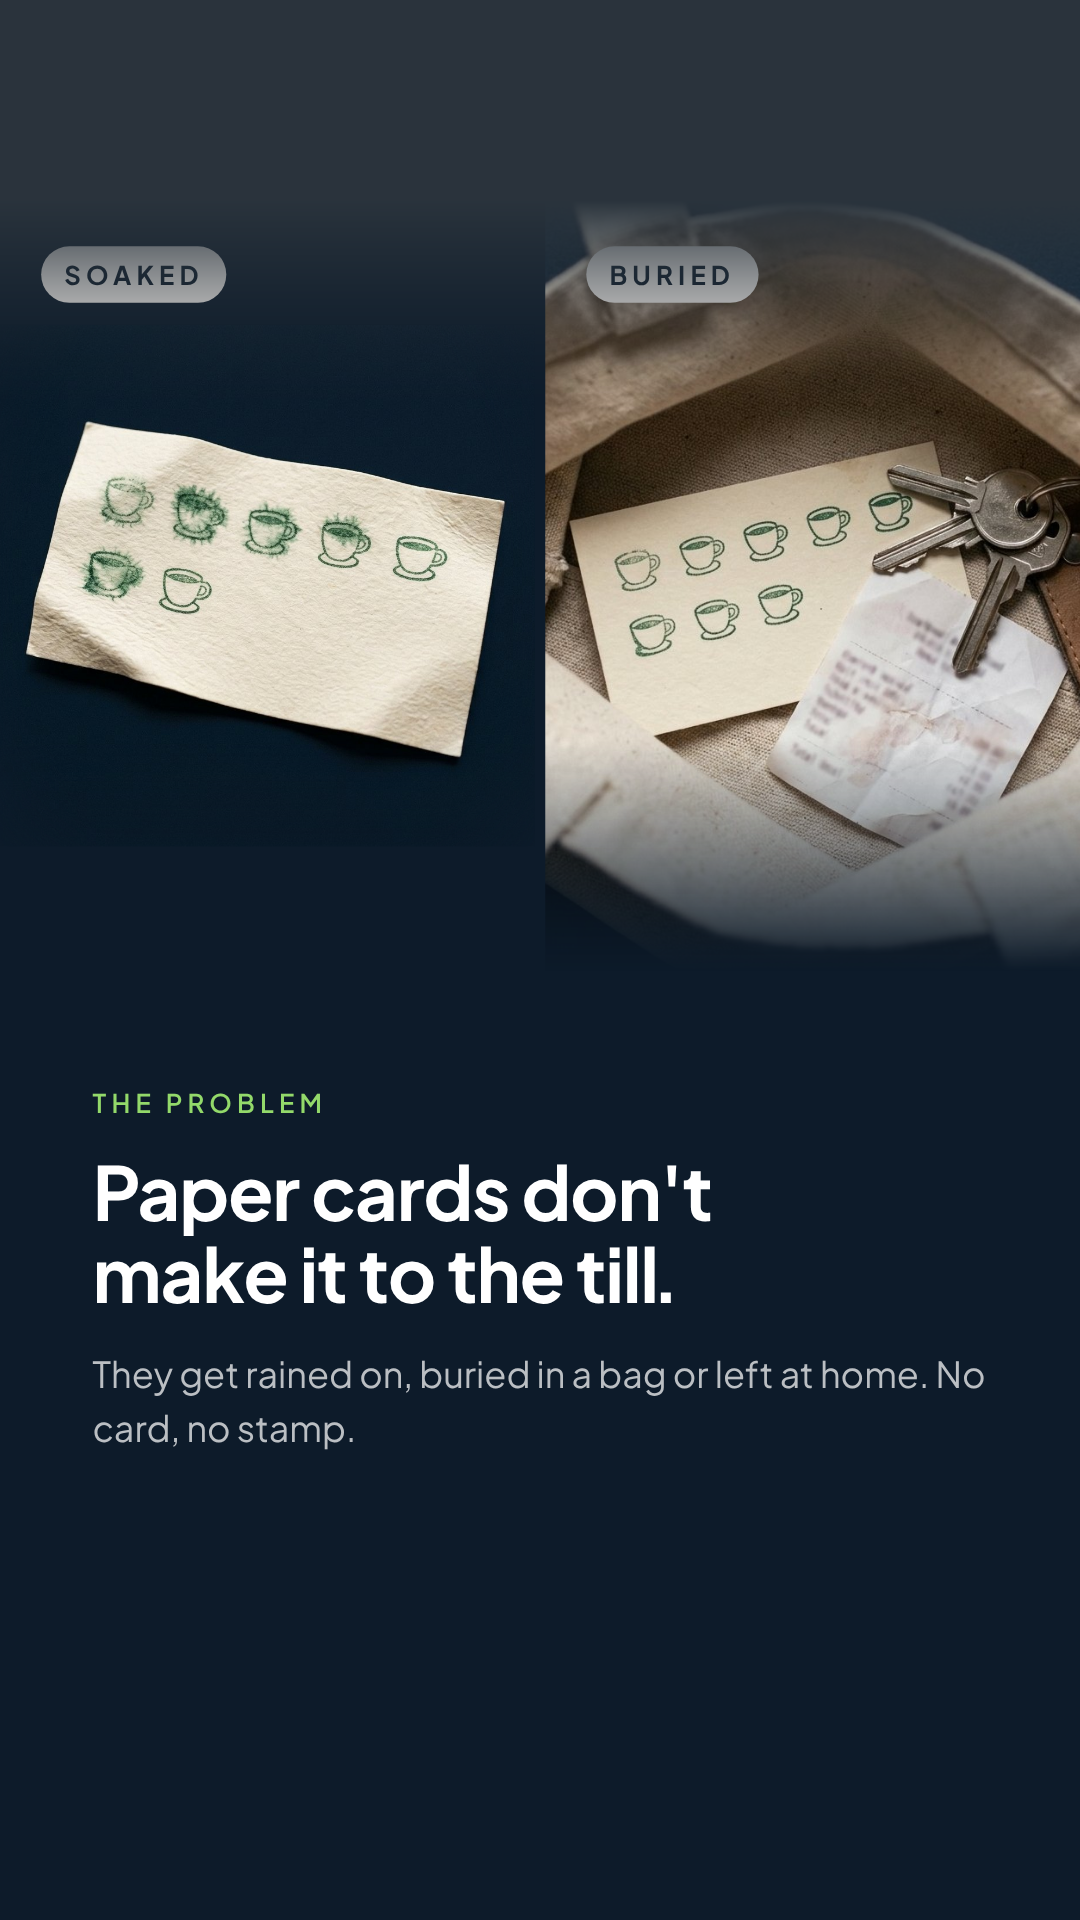 SOAKED
BURIED
THE PROBLEM
Paper cards don't
make it to the till.
They get rained on, buried in a bag or left at home. No
card, no stamp.